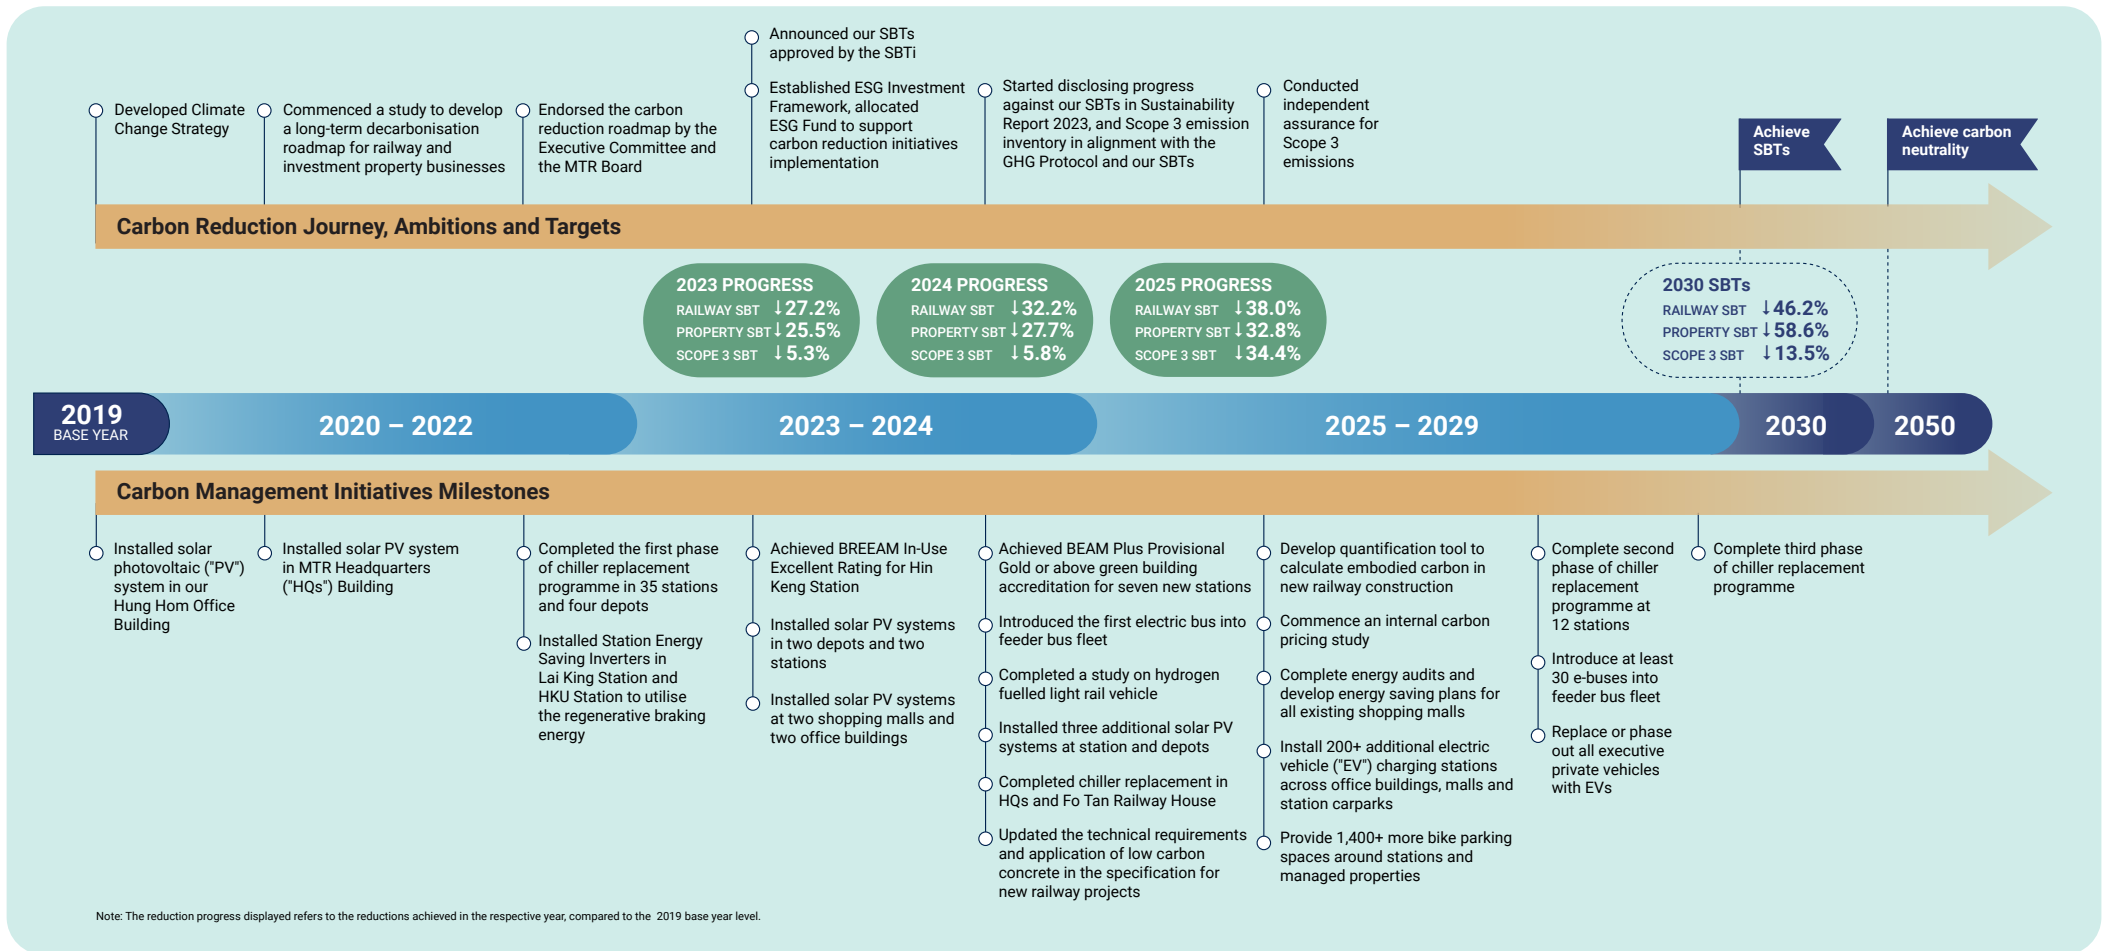 Developed Climate
Change Strategy
Commenced a study to develop
a long-term decarbonisation
roadmap for railway and
investment property businesses
Endorsed the carbon
reduction roadmap by the
Executive Committee and
the MTR Board
Announced our SBTs
approved by the SBTi
Established ESG Investment
Framework, allocated
ESG Fund to support
carbon reduction initiatives
implementation
Started disclosing progress
against our SBTs in Sustainability
Report 2023, and Scope 3 emission
inventory in alignment with the
GHG Protocol and our SBTs
Conducted
independent
assurance for
Scope 3
emissions
Achieve
SBTs
Achieve carbon
neutrality
Carbon Reduction Journey, Ambitions and Targets
2023 PROGRESS
RAILWAY SBT ↓27.2%
PROPERTY SBT ↓25.5%
SCOPE 3 SBT ↓5.3%
2024 PROGRESS
RAILWAY SBT ↓32.2%
PROPERTY SBT ↓27.7%
SCOPE 3 SBT ↓5.8%
2025 PROGRESS
RAILWAY SBT ↓38.0%
PROPERTY SBT ↓32.8%
SCOPE 3 SBT ↓34.4%
2030 SBTs
RAILWAY SBT ↓46.2%
PROPERTY SBT ↓58.6%
SCOPE 3 SBT ↓13.5%
2019
BASE YEAR
2020 – 2022
2023 – 2024
2025 – 2029
2030
2050
Carbon Management Initiatives Milestones
Installed solar
photovoltaic ("PV")
system in our
Hung Hom Office
Building
Installed solar PV system
in MTR Headquarters
("HQs") Building
Completed the first phase
of chiller replacement
programme in 35 stations
and four depots
Installed Station Energy
Saving Inverters in
Lai King Station and
HKU Station to utilise
the regenerative braking
energy
Achieved BREEAM In-Use
Excellent Rating for Hin
Keng Station
Installed solar PV systems
in two depots and two
stations
Installed solar PV systems
at two shopping malls and
two office buildings
Achieved BEAM Plus Provisional
Gold or above green building
accreditation for seven new stations
Introduced the first electric bus into
feeder bus fleet
Completed a study on hydrogen
fuelled light rail vehicle
Installed three additional solar PV
systems at station and depots
Completed chiller replacement in
HQs and Fo Tan Railway House
Updated the technical requirements
and application of low carbon
concrete in the specification for
new railway projects
Develop quantification tool to
calculate embodied carbon in
new railway construction
Commence an internal carbon
pricing study
Complete energy audits and
develop energy saving plans for
all existing shopping malls
Install 200+ additional electric
vehicle ("EV") charging stations
across office buildings, malls and
station carparks
Provide 1,400+ more bike parking
spaces around stations and
managed properties
Complete second
phase of chiller
replacement
programme at
12 stations
Introduce at least
30 e-buses into
feeder bus fleet
Replace or phase
out all executive
private vehicles
with EVs
Complete third phase
of chiller replacement
programme
Note: The reduction progress displayed refers to the reductions achieved in the respective year, compared to the 2019 base year level.